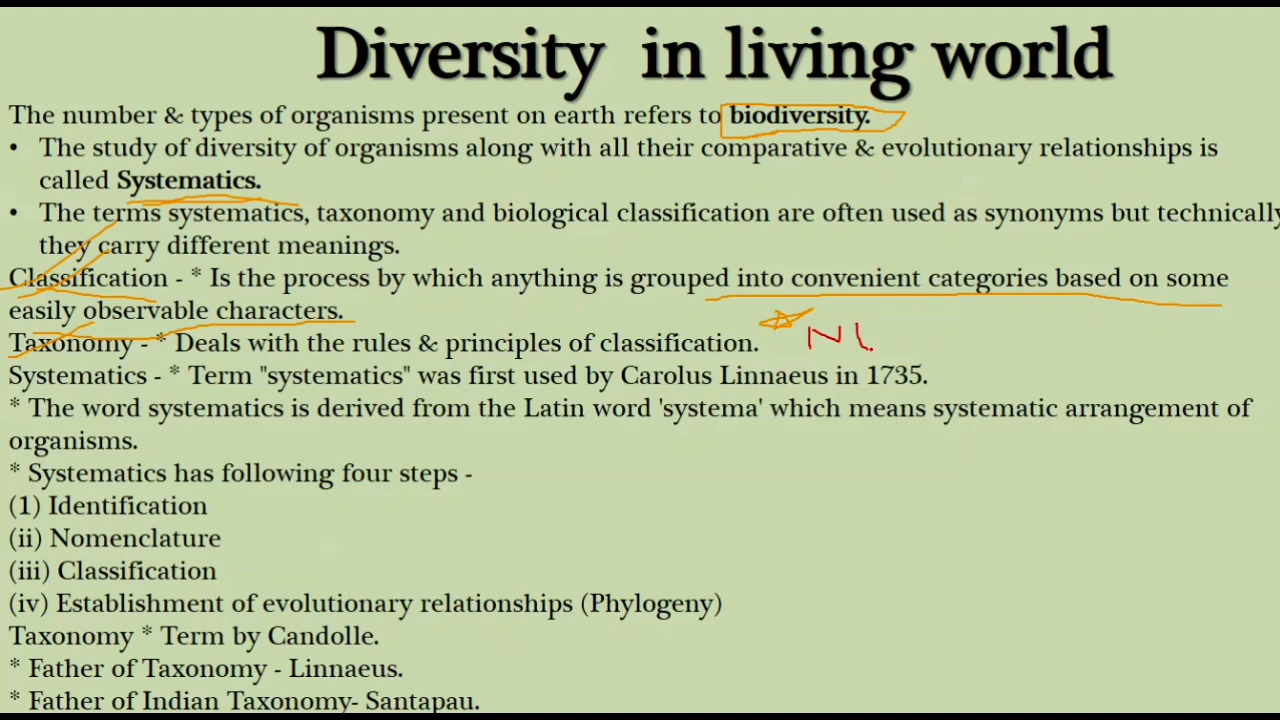 Diversity in living world
The number & types of organisms present on earth refers to biodiversity.
• The study of diversity of organisms along with all their comparative & evolutionary relationships is
called Systematics.
• The terms systematics, taxonomy and biological classification are often used as synonyms but technically
they carry different meanings.
Classification - * Is the process by which anything is grouped into convenient categories based on some
easily observable characters.
Taxonomy - * Deals with the rules & principles of classification.
Systematics - * Term "systematics" was first used by Carolus Linnaeus in 1735.
* The word systematics is derived from the Latin word 'systema' which means systematic arrangement of
organisms.
* Systematics has following four steps -
(1) Identification
(ii) Nomenclature
(iii) Classification
(iv) Establishment of evolutionary relationships (Phylogeny)
Taxonomy * Term by Candolle.
* Father of Taxonomy - Linnaeus.
* Father of Indian Taxonomy- Santapau.